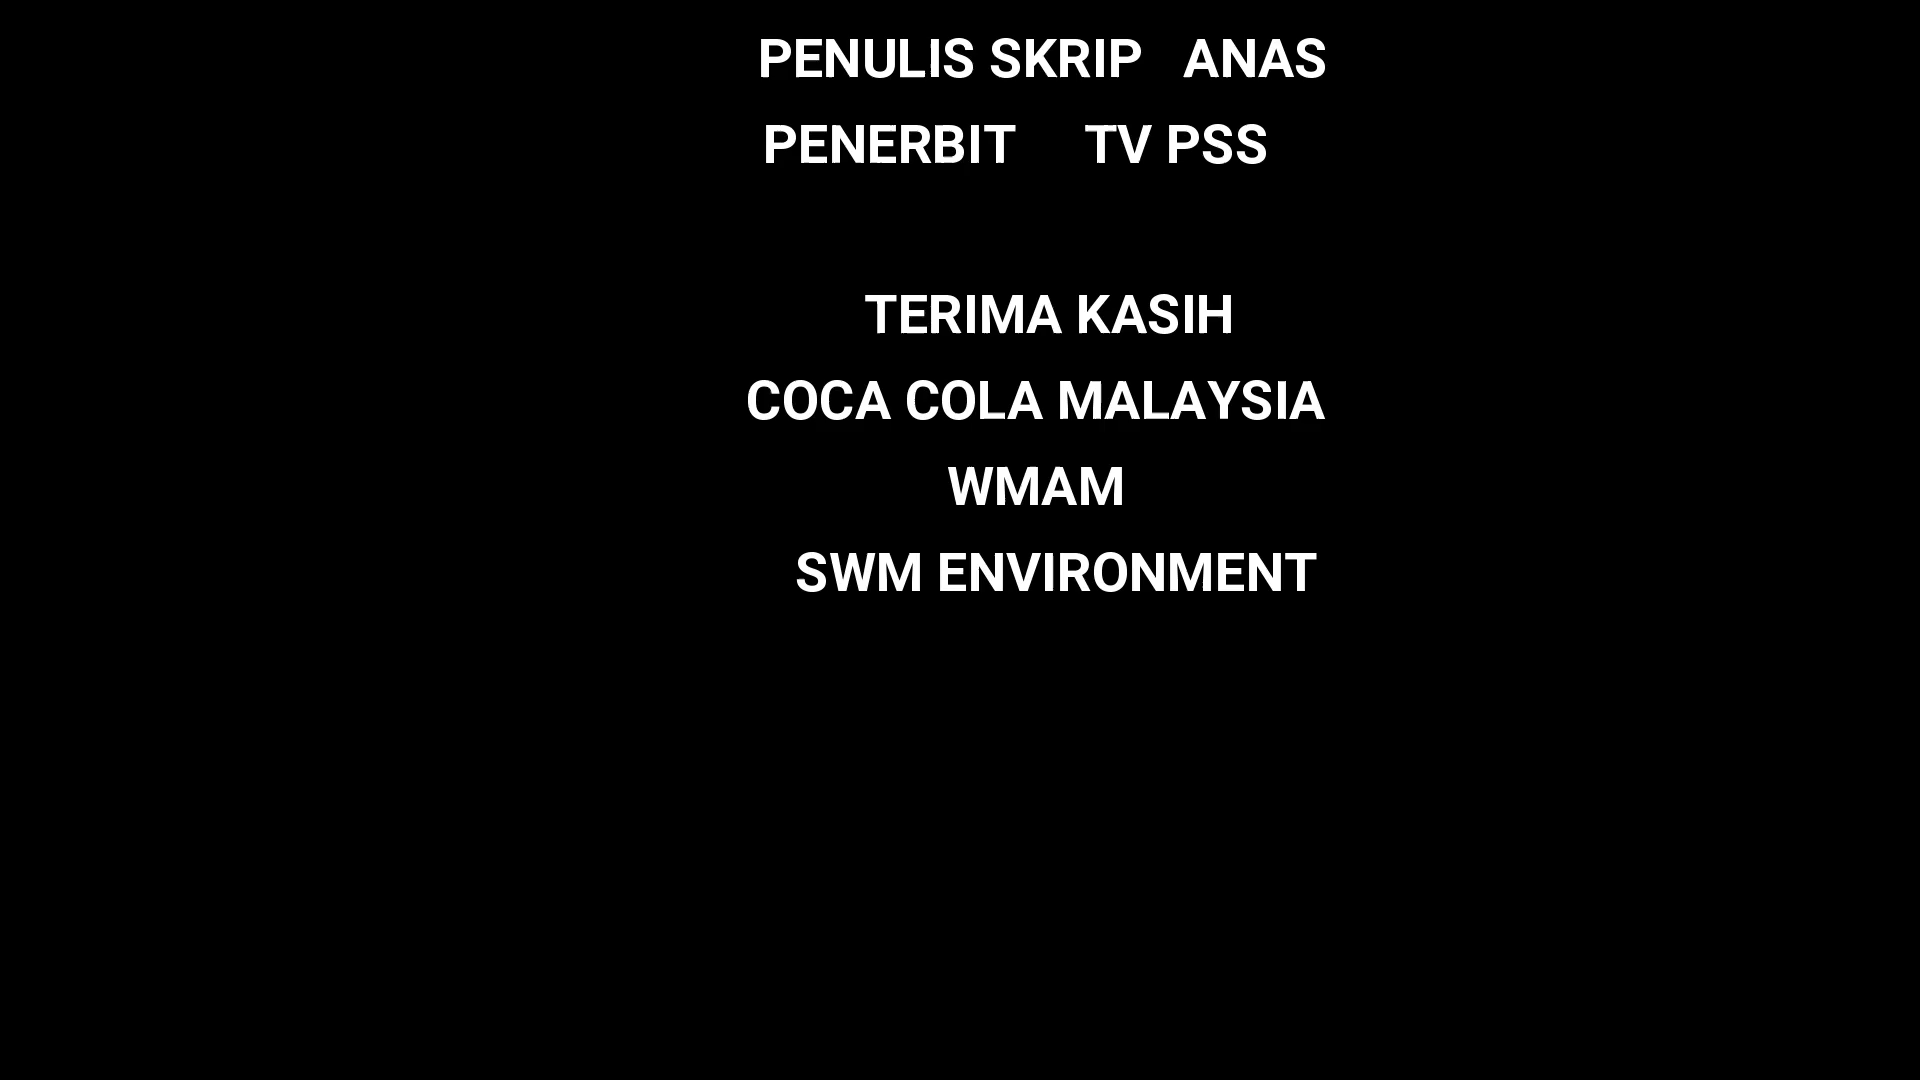 PENULIS SKRIP ANAS
PENERBIT TV PSS
TERIMA KASIH
COCA COLA MALAYSIA
WMAM
SWM ENVIRONMENT